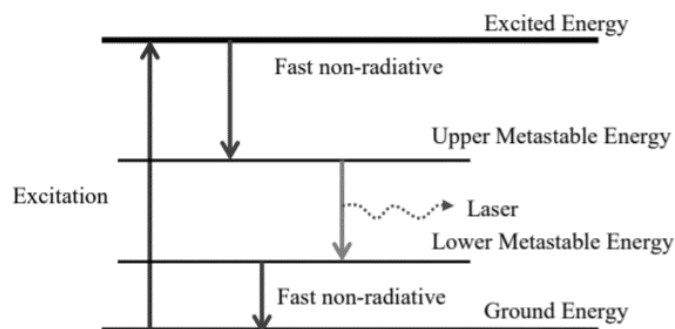 Excited Energy
Fast non-radiative
Upper Metastable Energy
Excitation
Laser
Lower Metastable Energy
Fast non-radiative
Ground Energy